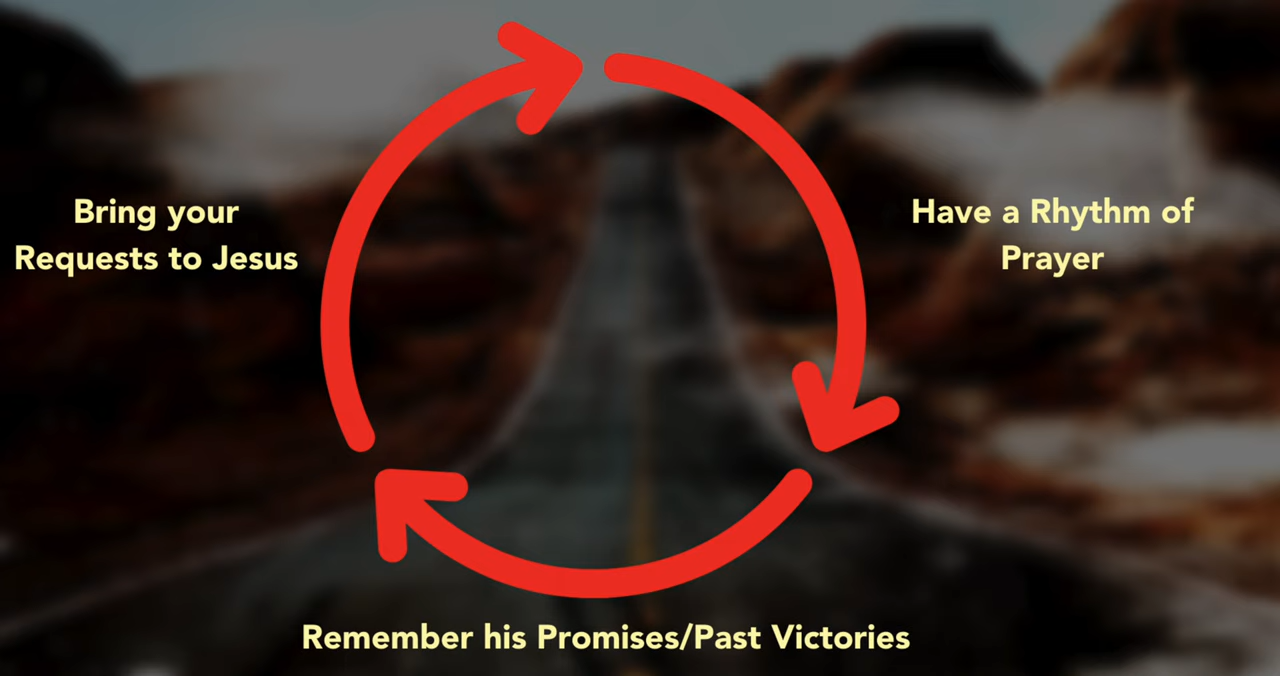 Bring your
Requests to Jesus
Have a Rhythm of
Prayer
Remember his Promises/Past Victories